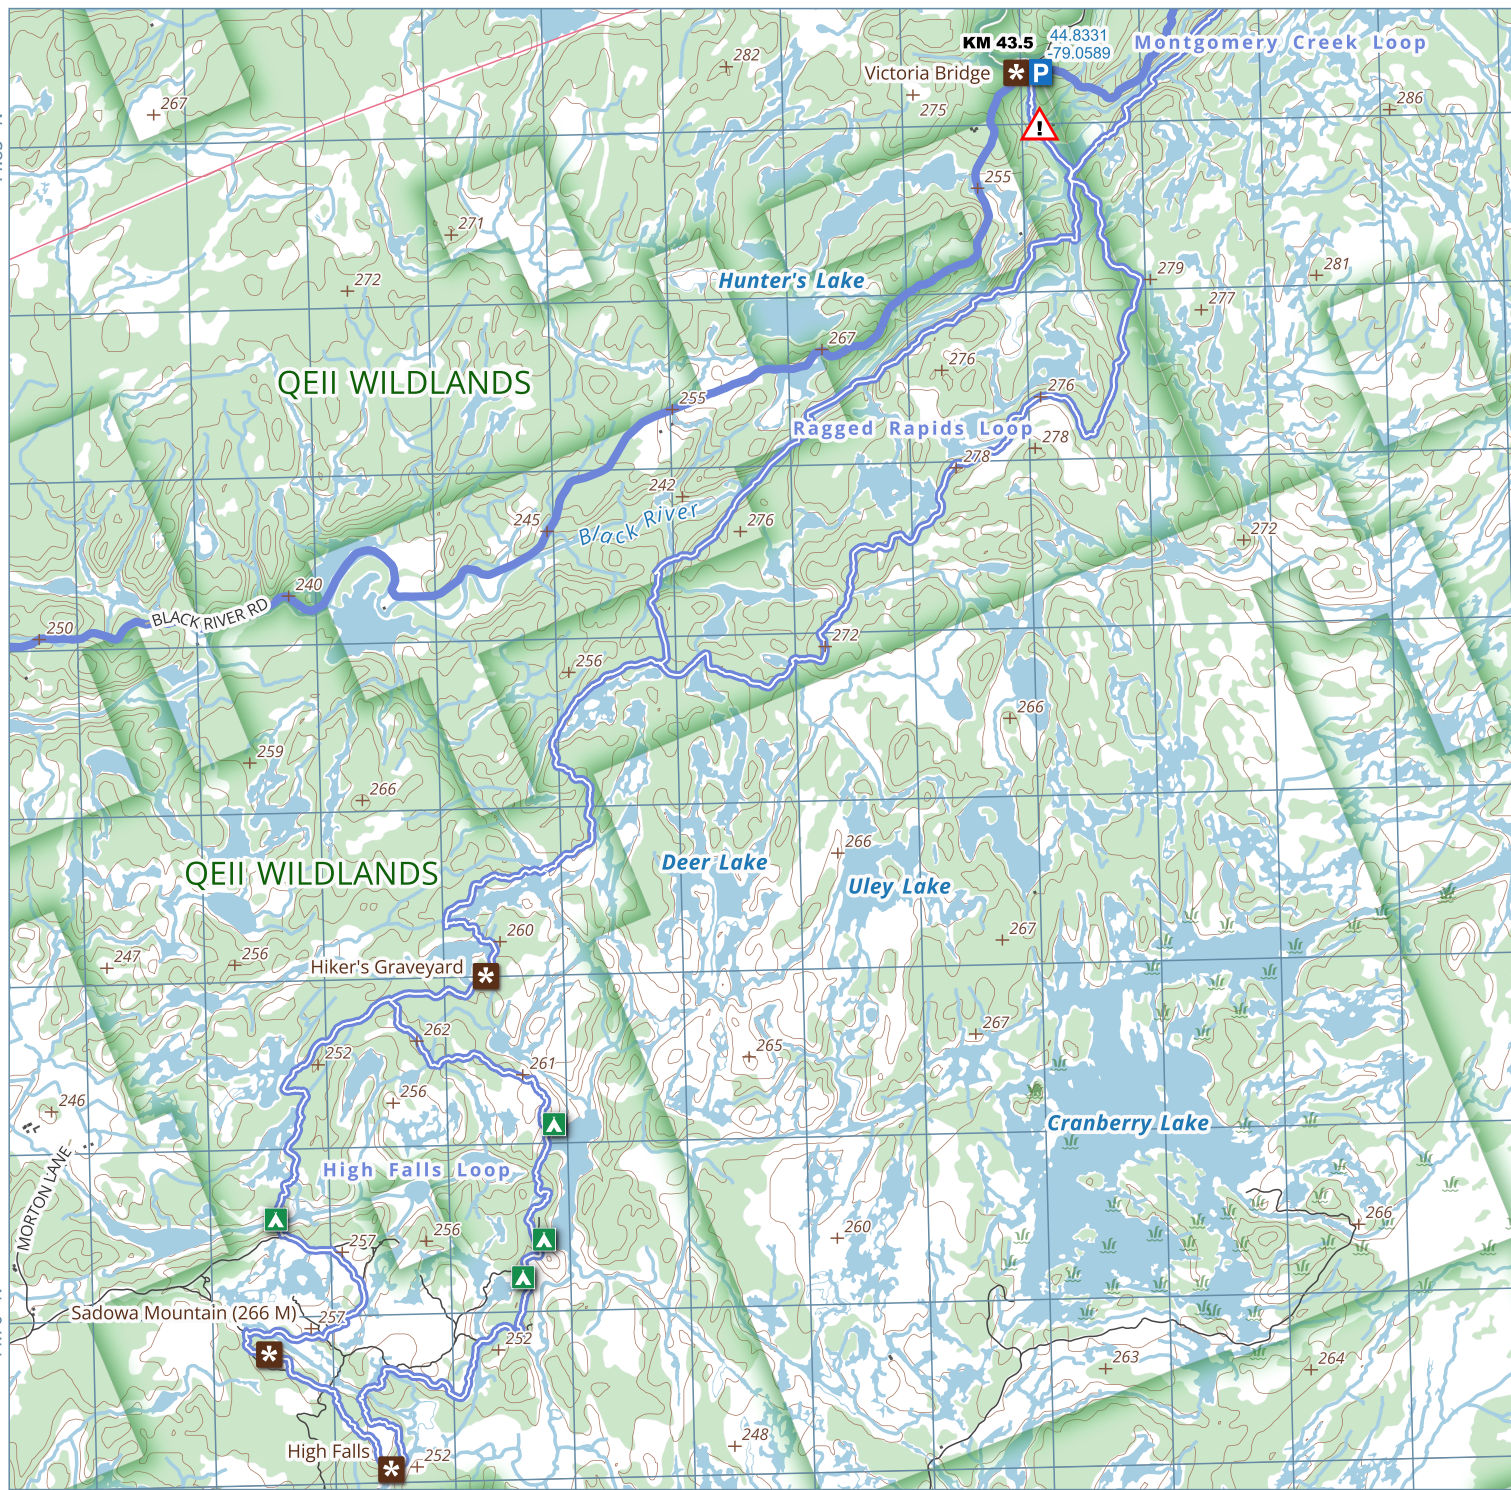 KM 43.5
44.8331
-79.0589
Montgomery Creek Loop
Victoria Bridge
P
!
282
275
267
286
255
271
272
279
281
277
Hunter's Lake
267
276
QEII WILDLANDS
276
255
Ragged Rapids Loop
278
278
242
245
Black River
276
272
240
BLACK RIVER RD
250
272
256
266
259
266
266
Deer Lake
Uley Lake
QEII WILDLANDS
260
267
247
256
Hiker's Graveyard
262
267
252
265
261
246
256
Cranberry Lake
MORTON LANE
High Falls Loop
266
257
256
260
Sadowa Mountain (266 M)
257
252
263
264
High Falls
252
248